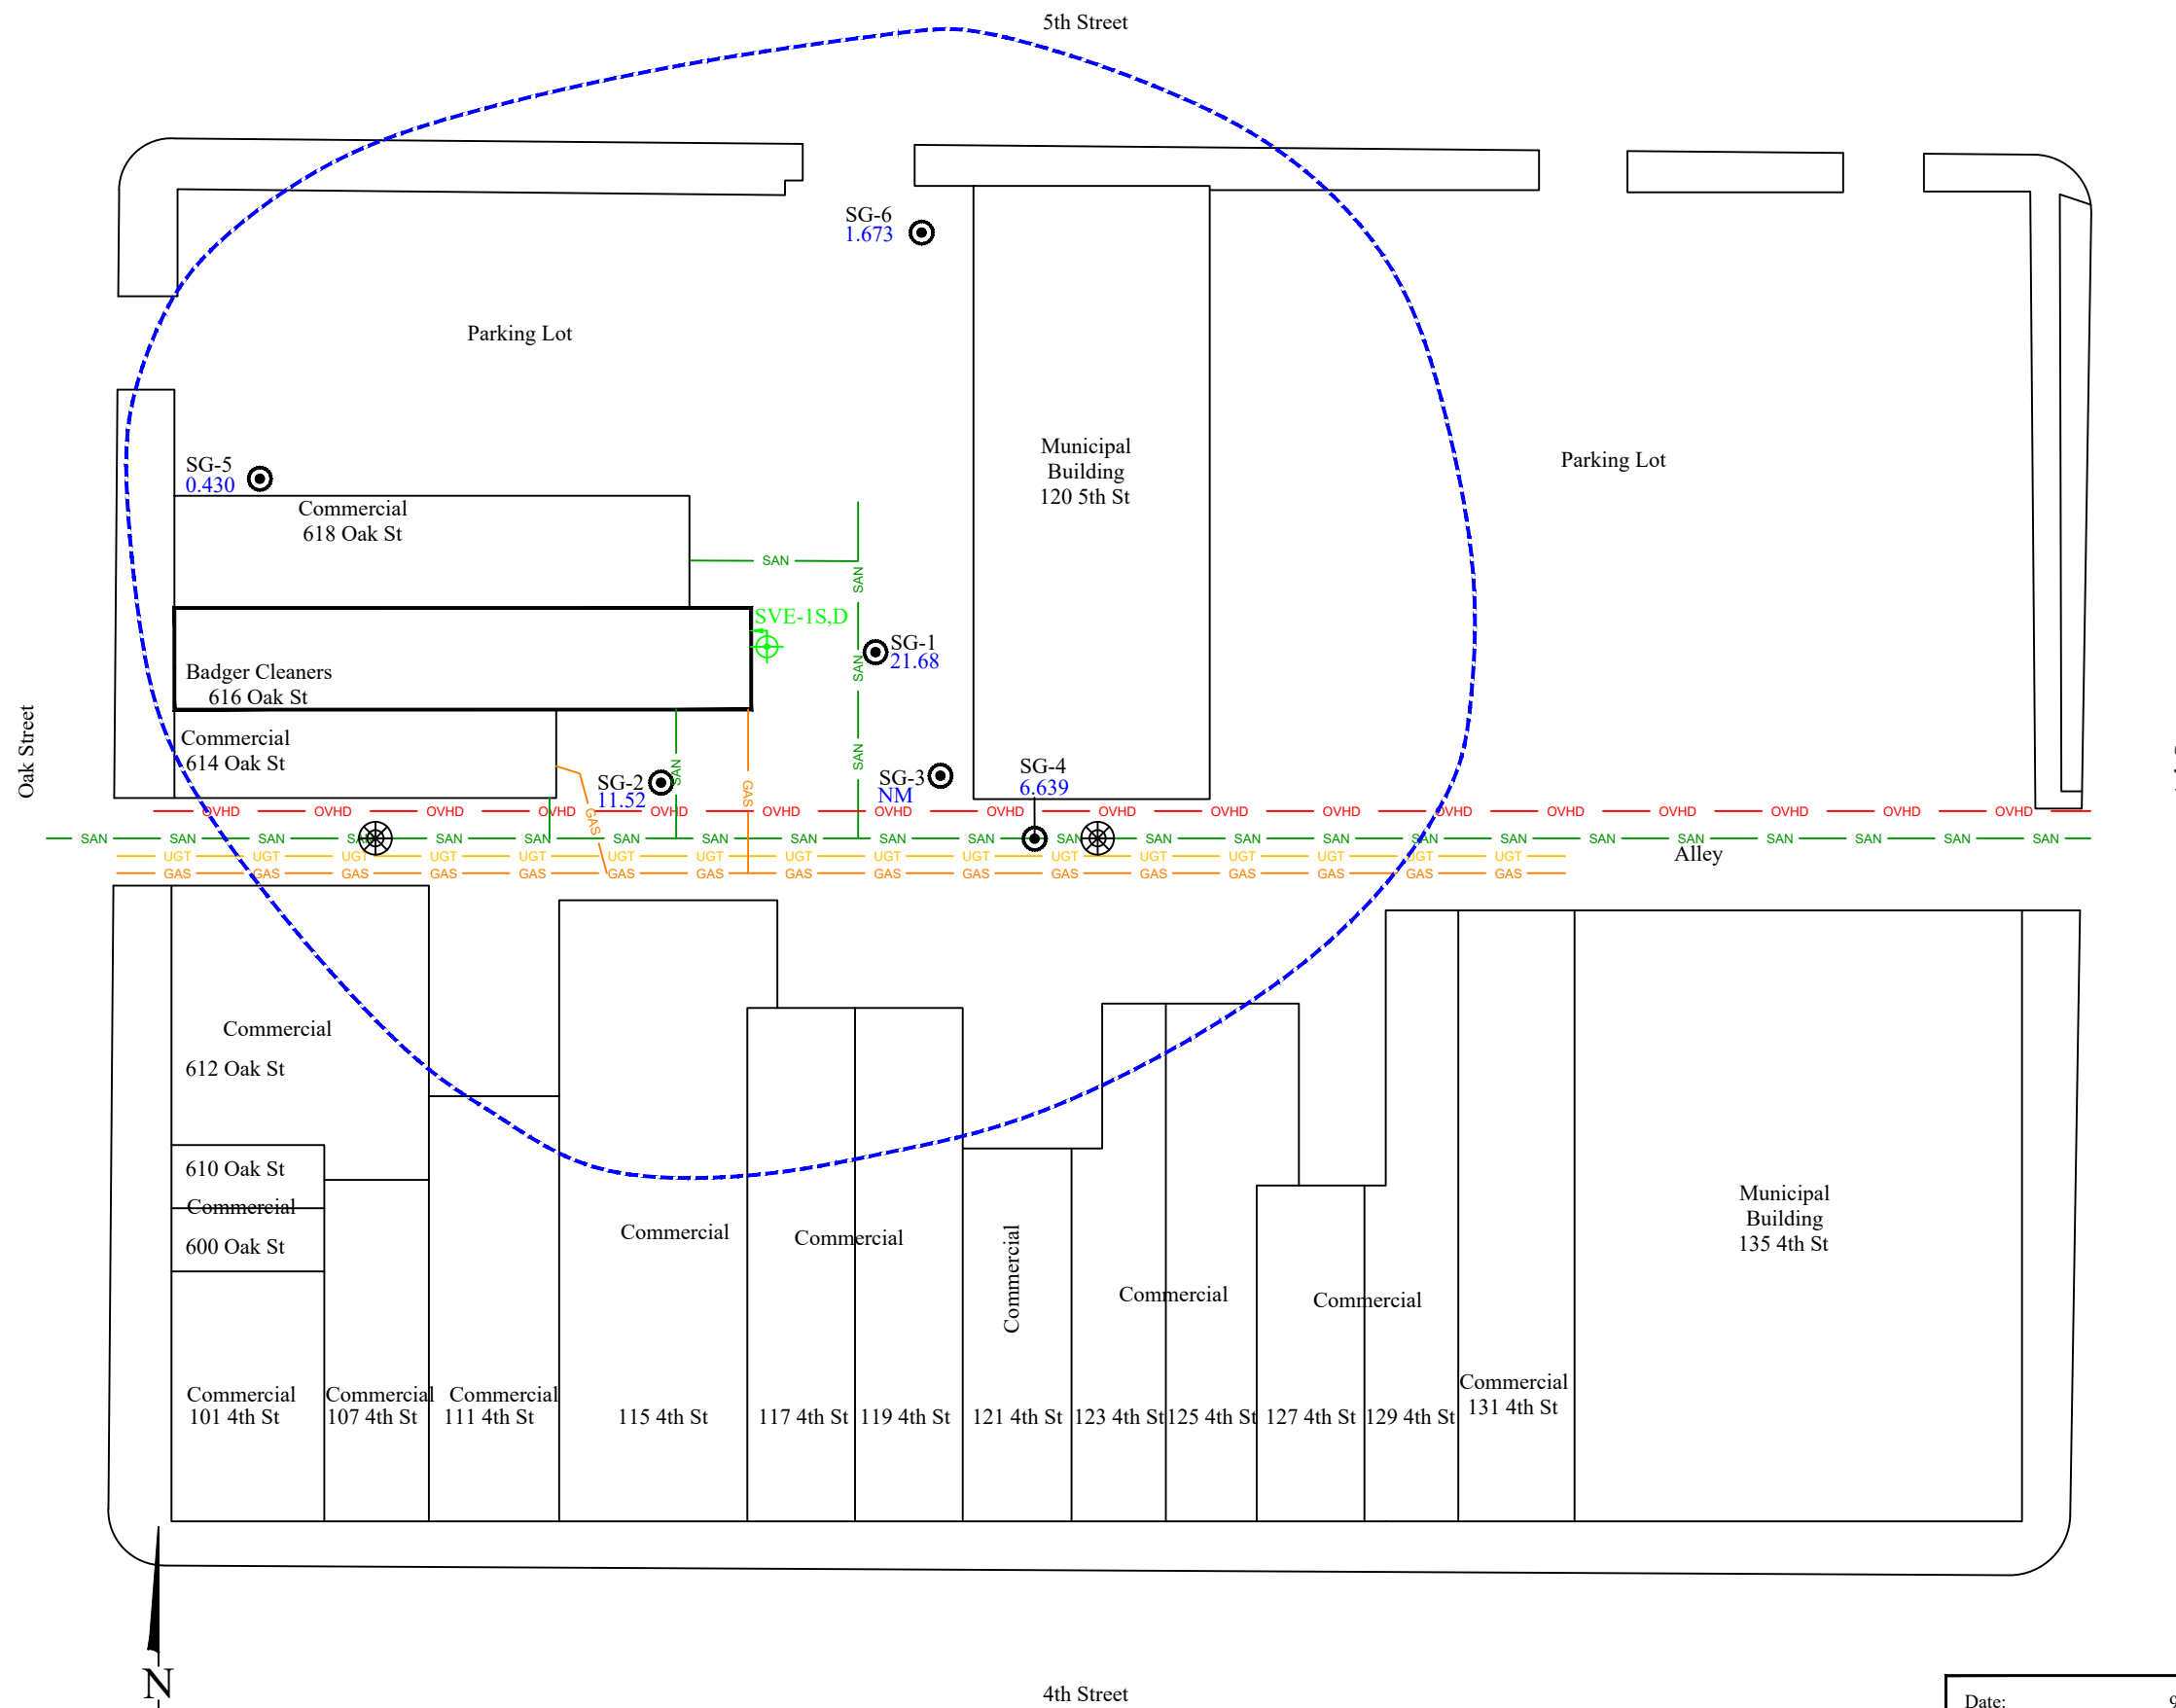 5th Street
SG-6
1.673
Parking Lot
Municipal
Building
120 5th St
Parking Lot
SG-5
0.430
Commercial
618 Oak St
SAN
SAN
SVE-1S,D
SG-1
21.68
SAN
Badger Cleaners
616 Oak St
Oak Street
Commercial
614 Oak St
SG-2
11.52
SAN
GAS
SAN
SG-3
NM
SG-4
6.639
OVHD OVHD OVHD OVHD OVHD OVHD OVHD OVHD OVHD OVHD OVHD OVHD OVHD OVHD OVHD OVHD OVHD
SAN SAN SAN SAN SAN SAN SAN SAN SAN SAN SAN SAN SAN SAN SAN SAN SAN SAN SAN SAN SAN SAN SAN
GAS
UGT UGT UGT UGT UGT UGT UGT UGT UGT UGT UGT UGT UGT UGT UGT UGT
Alley
GAS GAS GAS GAS GAS GAS GAS GAS GAS GAS GAS GAS GAS GAS GAS GAS
GAS
Commercial
612 Oak St
610 Oak St
Commercial
600 Oak St
Commercial
Commercial
Commercial
Commercial
Commercial
Municipal
Building
135 4th St
Commercial
101 4th St
Commercial
107 4th St
Commercial
111 4th St
115 4th St
117 4th St
119 4th St
121 4th St
123 4th St
125 4th St
127 4th St
129 4th St
Commercial
131 4th St
N
4th Street
Date: